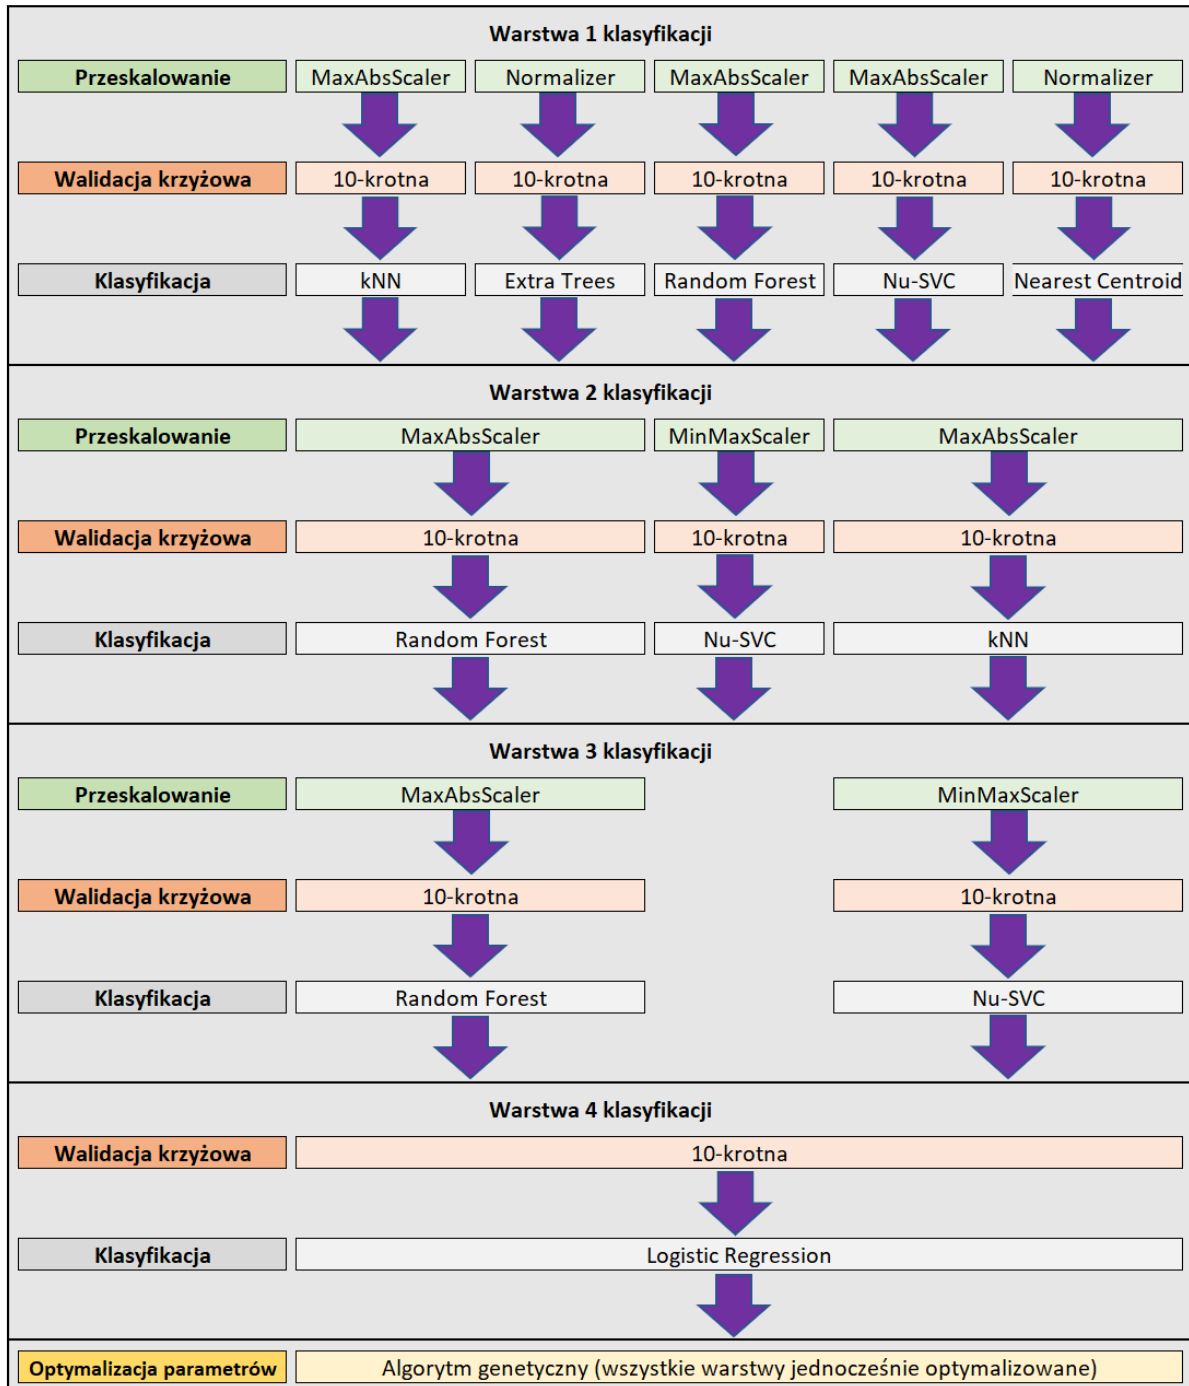 Warstwa 1 klasyfikacji
Przeskalowanie MaxAbsScaler Normalizer MaxAbsScaler MaxAbsScaler Normalizer
Walidacja krzyżowa 10-krotna 10-krotna 10-krotna 10-krotna 10-krotna
Klasyfikacja kNN Extra Trees Random Forest Nu-SVC Nearest Centroid
Warstwa 2 klasyfikacji
Przeskalowanie MaxAbsScaler MinMaxScaler MaxAbsScaler
Walidacja krzyżowa 10-krotna 10-krotna 10-krotna
Klasyfikacja Random Forest Nu-SVC kNN
Warstwa 3 klasyfikacji
Przeskalowanie MaxAbsScaler MinMaxScaler
Walidacja krzyżowa 10-krotna 10-krotna
Klasyfikacja Random Forest Nu-SVC
Warstwa 4 klasyfikacji
Walidacja krzyżowa 10-krotna
Klasyfikacja Logistic Regression
Optymalizacja parametrów Algorytm genetyczny (wszystkie warstwy jednocześnie optymalizowane)